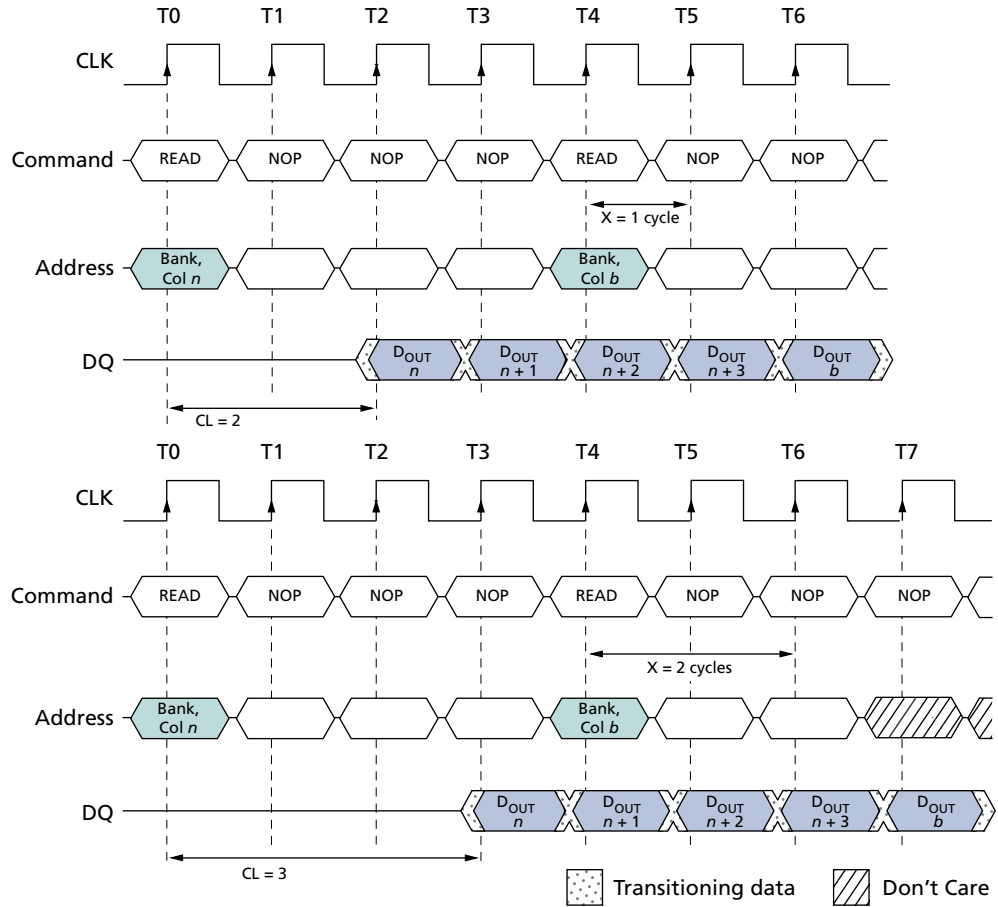 T0 T1 T2 T3 T4 T5 T6
CLK
Command READ NOP NOP NOP READ NOP NOP
X = 1 cycle
Address Bank, Col n Bank, Col b
DQ DOUT n DOUT n + 1 DOUT n + 2 DOUT n + 3 DOUT b
CL = 2
T0 T1 T2 T3 T4 T5 T6 T7
CLK
Command READ NOP NOP NOP READ NOP NOP NOP
X = 2 cycles
Address Bank, Col n Bank, Col b
DQ DOUT n DOUT n + 1 DOUT n + 2 DOUT n + 3 DOUT b
CL = 3
Transitioning data Don't Care